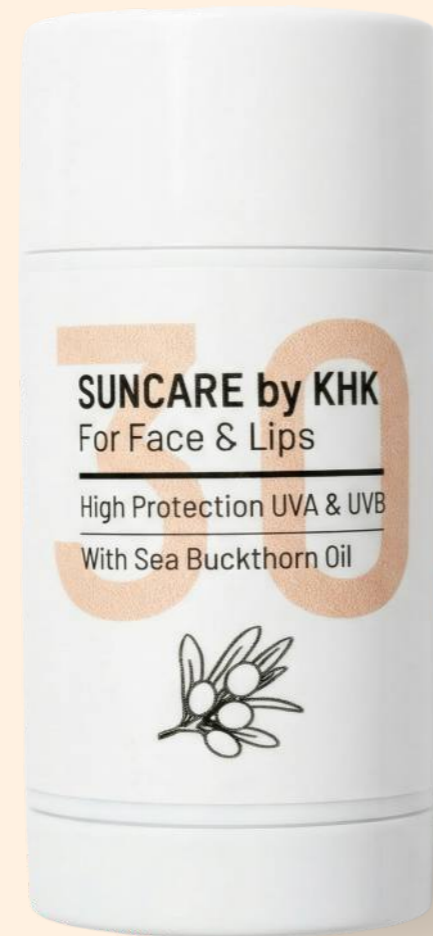 30
SUNCARE by KHK
For Face & Lips
High Protection UVA & UVB
With Sea Buckthorn Oil